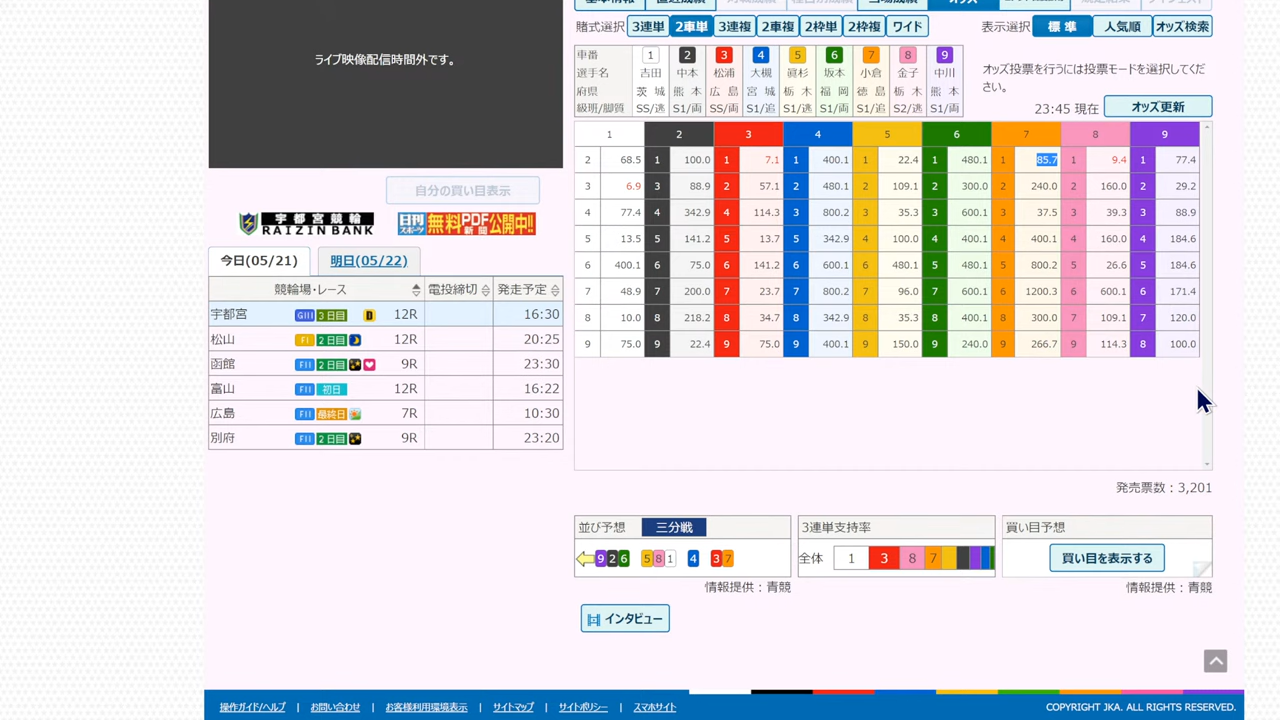 ライブ映像配信時間外です。
自分の買い目表示
宇都宮競輪
RAIZIN BANK
日刊スポーツ 無料PDF新聞公開中!!
今日(05/21) 明日(05/22)
競輪場・レース 電投締切 発走予定
宇都宮 GIII 3日目 D 12R 16:30
松山 FI 2日目 12R 20:25
函館 FII 2日目 9R 23:30
富山 FII 初日 12R 16:22
広島 FII 最終日 7R 10:30
別府 FII 2日目 9R 23:20
賭式選択 3連単 2車単 3連複 2車複 2枠単 2枠複 ワイド
表示選択 標準 人気順 オッズ検索
車番 1 2 3 4 5 6 7 8 9
選手名 吉田 中本 松浦 大槻 眞杉 坂本 小倉 金子 中川
府県 茨城 熊本 広島 宮城 栃木 福岡 徳島 栃木 熊本
級班/脚質 SS/逃 S1/両 SS/両 S1/追 S1/逃 S1/追 S1/追 S2/逃 S1/両
オッズ投票を行うには投票モードを選択してください。
23:45 現在 オッズ更新
1 2 3 4 5 6 7 8 9
2 68.5 1 100.0 1 7.1 1 400.1 1 22.4 1 480.1 1 85.7 1 9.4 1 77.4
3 6.9 3 88.9 2 57.1 2 480.1 2 109.1 2 300.0 2 240.0 2 160.0 2 29.2
4 77.4 4 342.9 4 114.3 3 800.2 3 35.3 3 600.1 3 37.5 3 39.3 3 88.9
5 13.5 5 141.2 5 13.7 5 342.9 4 100.0 4 400.1 4 400.1 4 160.0 4 184.6
6 400.1 6 75.0 6 141.2 6 600.1 6 480.1 5 480.1 5 800.2 5 26.6 5 184.6
7 48.9 7 200.0 7 23.7 7 800.2 7 96.0 7 600.1 6 1200.3 6 600.1 6 171.4
8 10.0 8 218.2 8 34.7 8 342.9 8 35.3 8 400.1 8 300.0 7 109.1 7 120.0
9 75.0 9 22.4 9 75.0 9 400.1 9 150.0 9 240.0 9 266.7 9 114.3 8 100.0
発売票数：3,201
並び予想 三分戦
9 2 6 5 8 1 4 3 7
情報提供：青競
3連単支持率
全体 1 3 8 7
買い目予想
買い目を表示する
情報提供：青競
インタビュー
操作ガイド/ヘルプ | お問い合わせ | お客様利用環境表示 | サイトマップ | サイトポリシー | スマホサイト
COPYRIGHT JKA. ALL RIGHTS RESERVED.